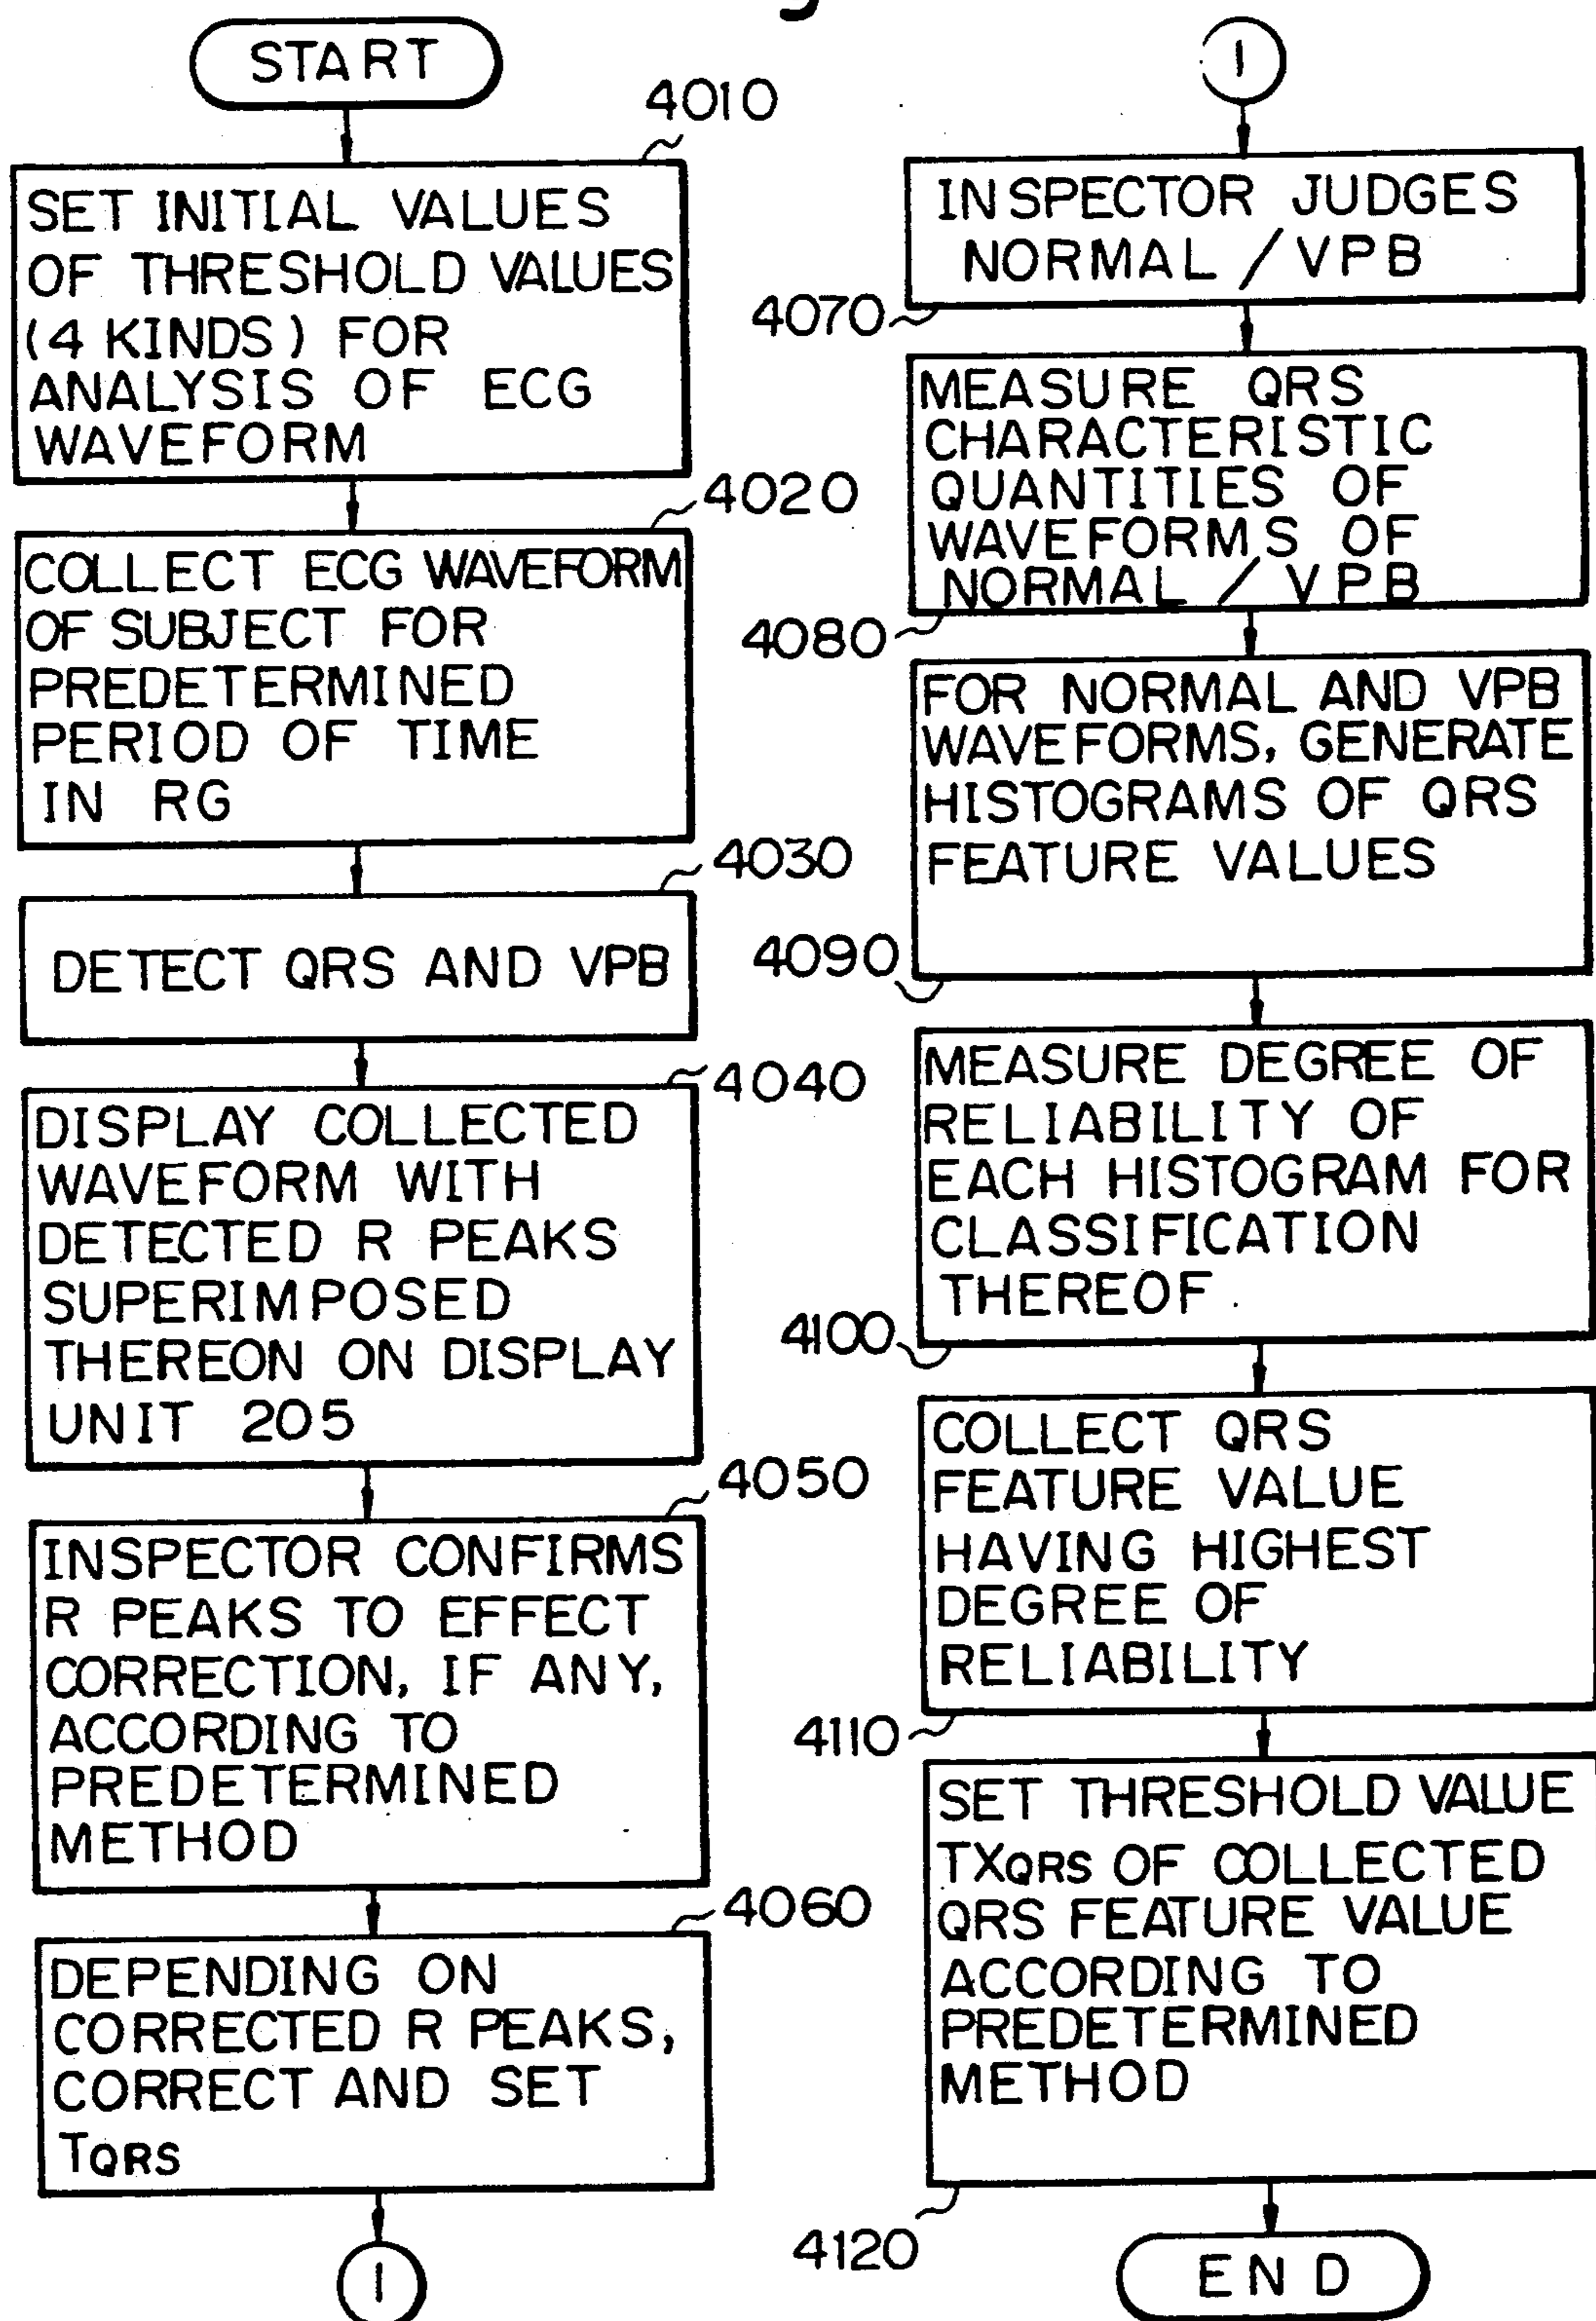 START
4010
SET INITIAL VALUES
OF THRESHOLD VALUES
(4 KINDS) FOR
ANALYSIS OF ECG
WAVEFORM
4020
COLLECT ECG WAVEFORM
OF SUBJECT FOR
PREDETERMINED
PERIOD OF TIME
IN RG
4030
DETECT QRS AND VPB
4040
DISPLAY COLLECTED
WAVEFORM WITH
DETECTED R PEAKS
SUPERIMPOSED
THEREON ON DISPLAY
UNIT 205
4050
INSPECTOR CONFIRMS
R PEAKS TO EFFECT
CORRECTION, IF ANY,
ACCORDING TO
PREDETERMINED
METHOD
4060
DEPENDING ON
CORRECTED R PEAKS,
CORRECT AND SET
TQRS
1
1
INSPECTOR JUDGES
NORMAL / VPB
4070
MEASURE QRS
CHARACTERISTIC
QUANTITIES OF
WAVEFORMS OF
NORMAL / VPB
4080
FOR NORMAL AND VPB
WAVEFORMS, GENERATE
HISTOGRAMS OF QRS
FEATURE VALUES
4090
MEASURE DEGREE OF
RELIABILITY OF
EACH HISTOGRAM FOR
CLASSIFICATION
THEREOF
4100
COLLECT QRS
FEATURE VALUE
HAVING HIGHEST
DEGREE OF
RELIABILITY
4110
SET THRESHOLD VALUE
TXQRS OF COLLECTED
QRS FEATURE VALUE
ACCORDING TO
PREDETERMINED
METHOD
4120
END